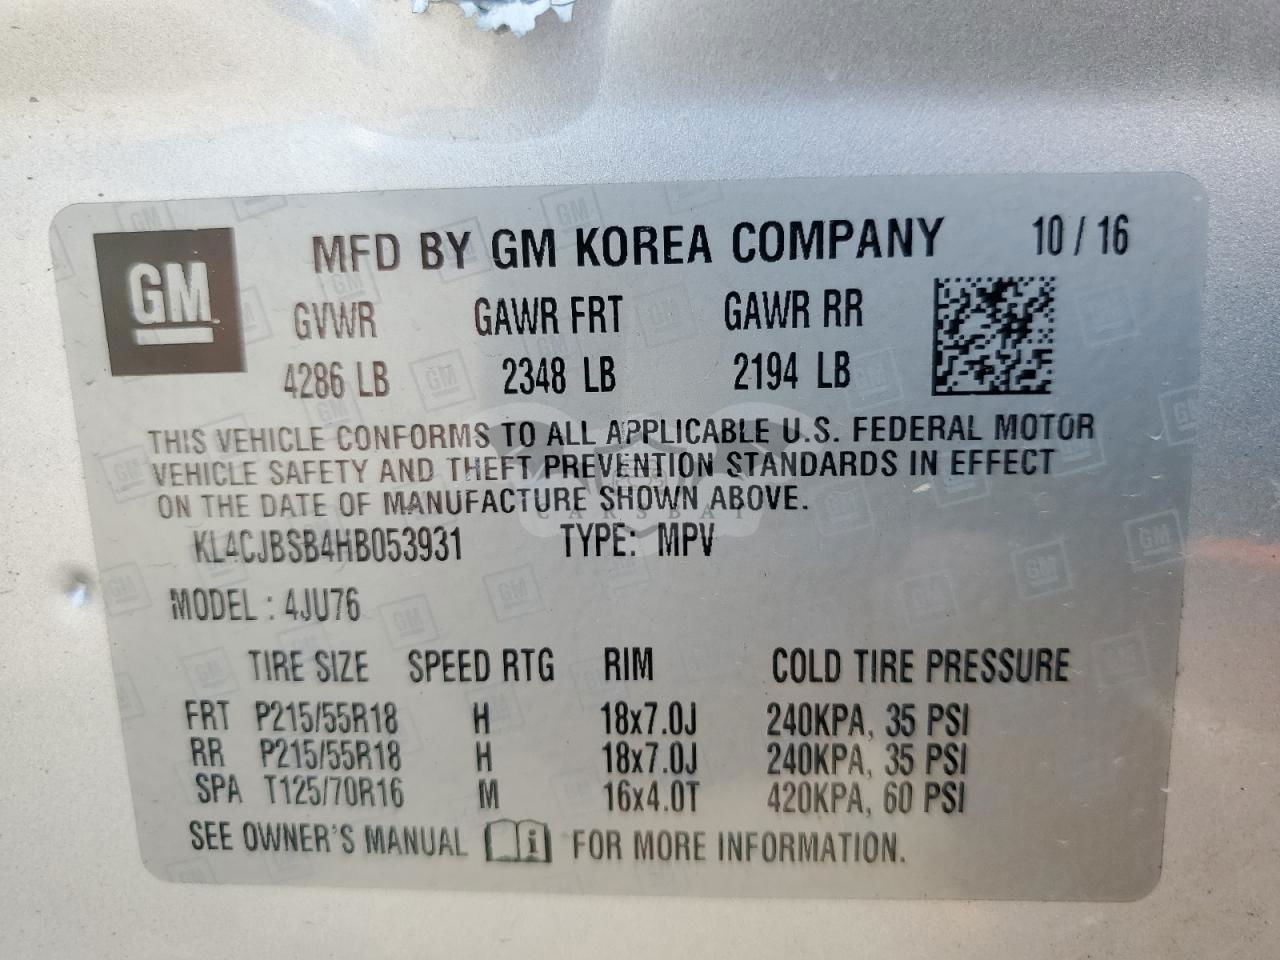 GM
MFD BY GM KOREA COMPANY 10 / 16
GVWR GAWR FRT GAWR RR
4286 LB 2348 LB 2194 LB
THIS VEHICLE CONFORMS TO ALL APPLICABLE U.S. FEDERAL MOTOR
VEHICLE SAFETY AND THEFT PREVENTION STANDARDS IN EFFECT
ON THE DATE OF MANUFACTURE SHOWN ABOVE.
KL4CJBSB4HB053931 TYPE: MPV
MODEL : 4JU76
TIRE SIZE SPEED RTG RIM COLD TIRE PRESSURE
FRT P215/55R18 H 18x7.0J 240KPA, 35 PSI
RR P215/55R18 H 18x7.0J 240KPA, 35 PSI
SPA T125/70R16 M 16x4.0T 420KPA, 60 PSI
SEE OWNER'S MANUAL i FOR MORE INFORMATION.